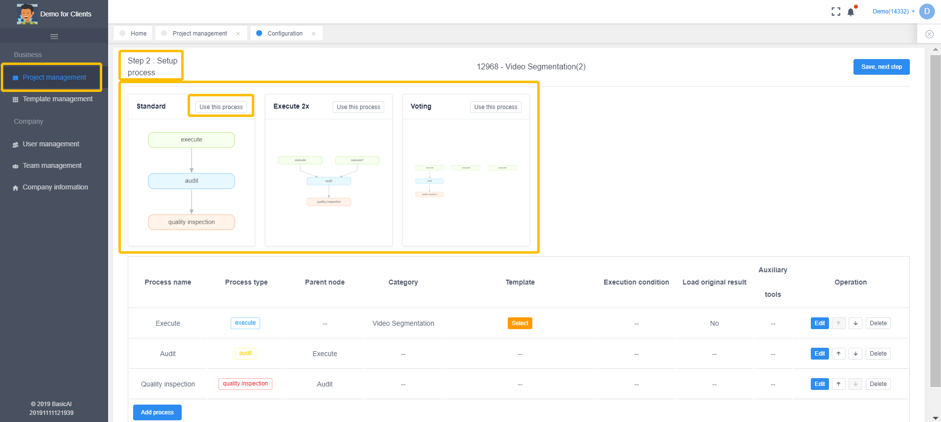 Demo for Clients
Demo(14332)
D
Home
Project management ×
Configuration ×
Business
Project management
Template management
Company
User management
Team management
Company information
© 2019 BasicAI
20191111121939
Step 2 : Setup
process
12968 - Video Segmentation(2)
Save, next step
Standard
Use this process
execute
audit
quality inspection
Execute 2x
Use this process
execute
audit
quality inspection
Voting
Use this process
quality inspection
Process name Process type Parent node Category Template Execution condition Load original result Auxiliary
tools
Operation
Execute execute -- Video Segmentation Select -- No -- Edit ↑ ↓ Delete
Audit audit Execute -- -- -- -- -- Edit ↑ ↓ Delete
Quality inspection quality inspection Audit -- -- -- -- -- Edit ↑ ↓ Delete
Add process